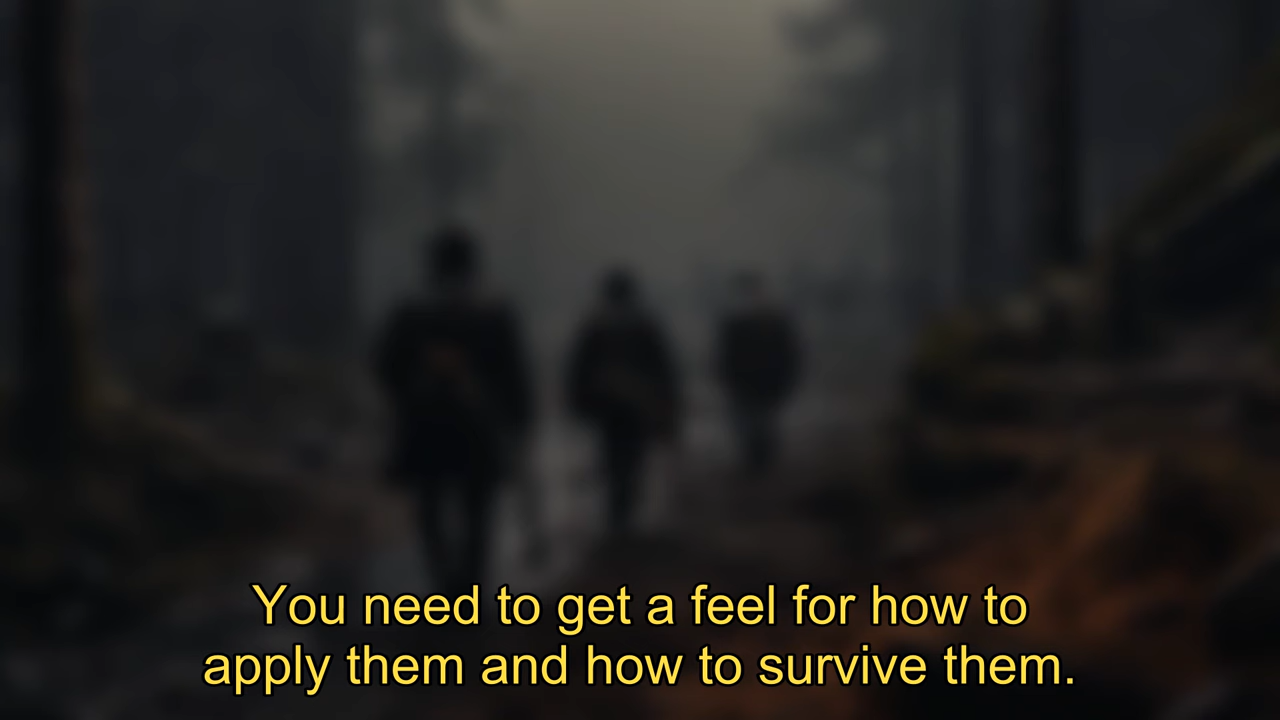 You need to get a feel for how to
apply them and how to survive them.